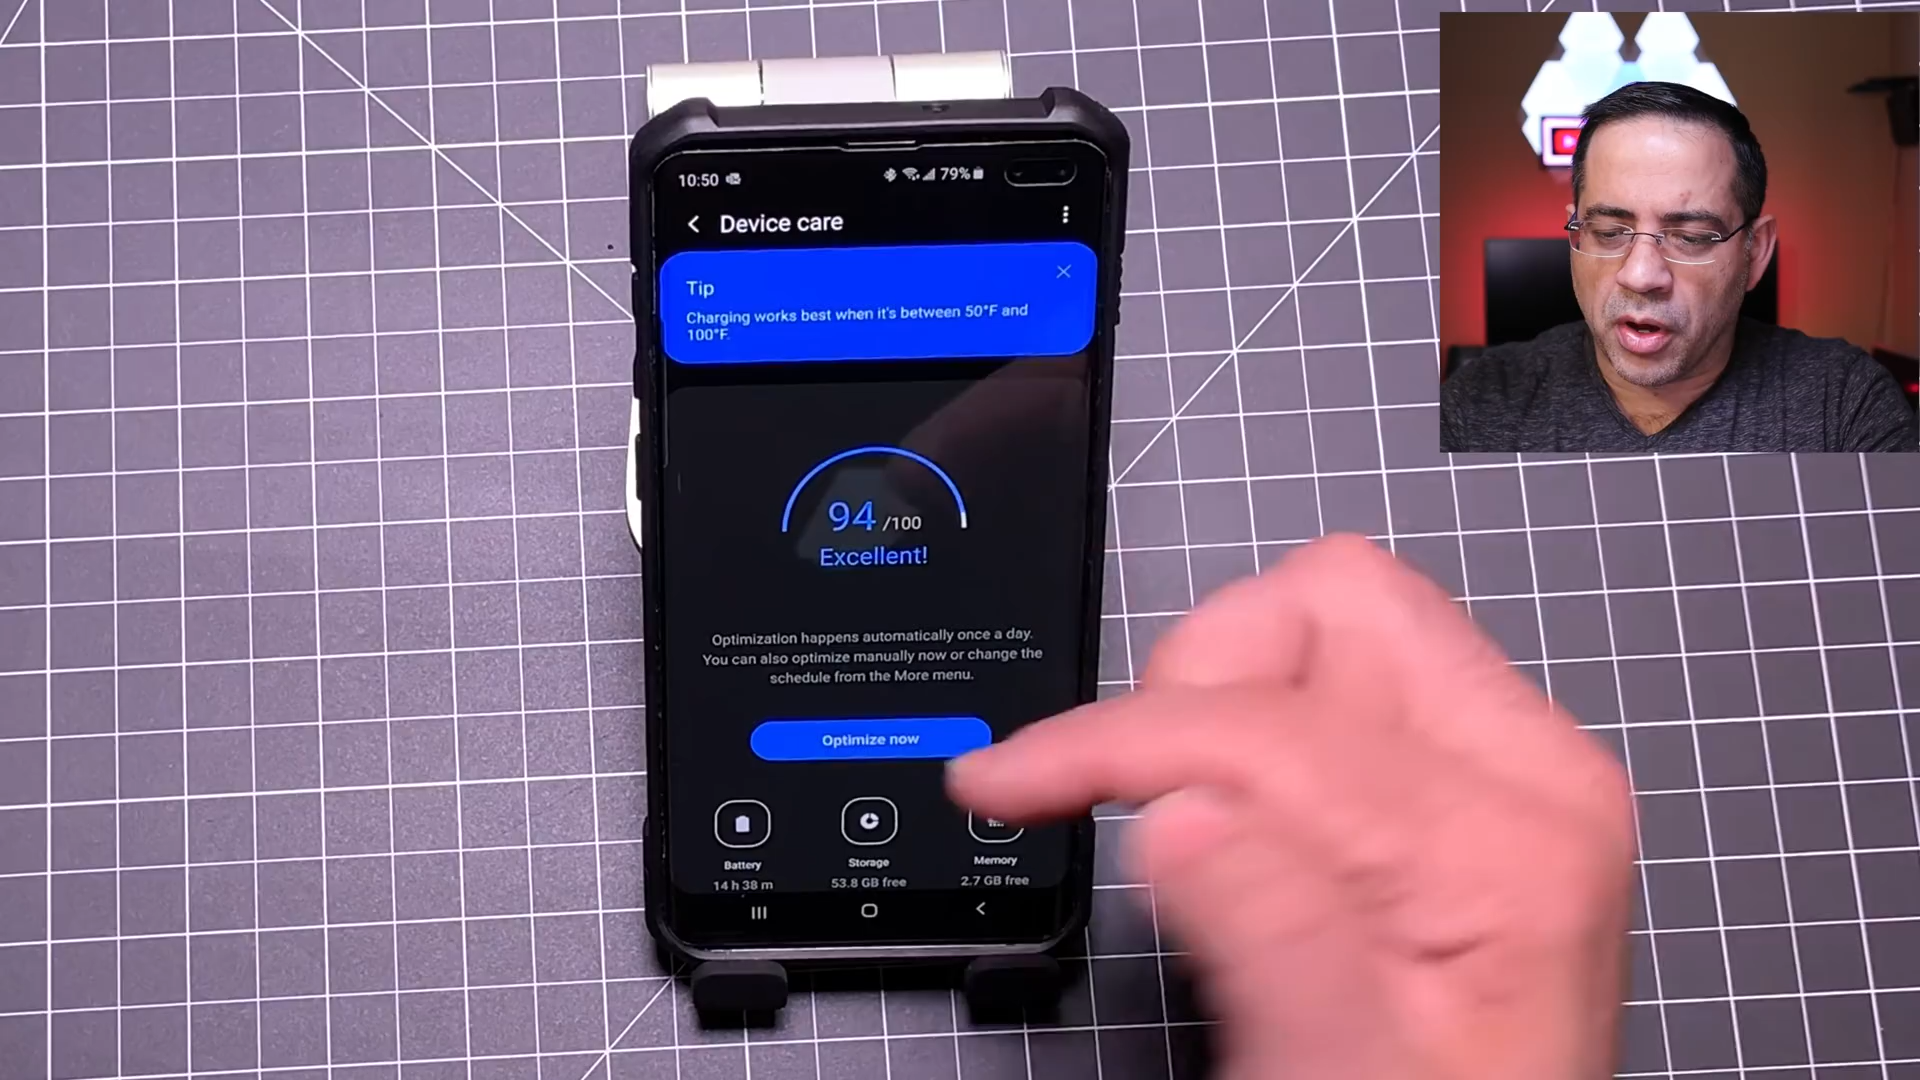 10:50
79%
Device care
Tip
Charging works best when it's between 50°F and
100°F.
94 /100
Excellent!
Optimization happens automatically once a day.
You can also optimize manually now or change the
schedule from the More menu.
Optimize now
Battery
Storage
Memory
14 h 38 m
53.8 GB free
2.7 GB free